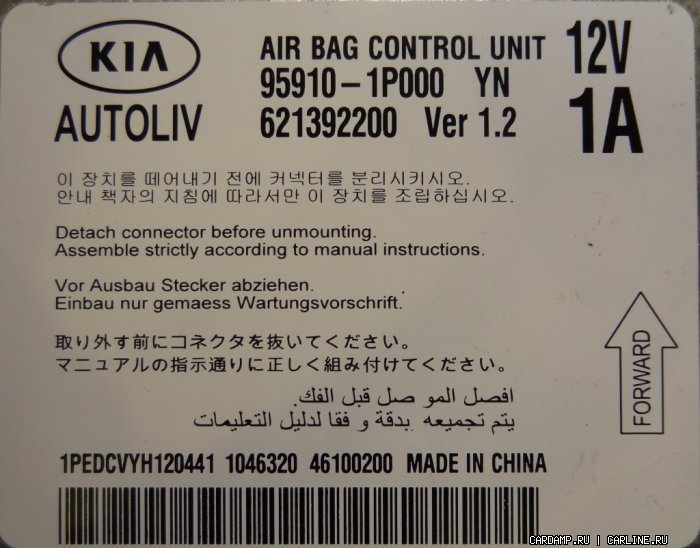 KIA
AUTOLIV
AIR BAG CONTROL UNIT
95910-1P000 YN
621392200 Ver 1.2
12V
1A
이 장치를 떼어내기 전에 커넥터를 분리시키시오.
안내 책자의 지침에 따라서만 이 장치를 조립하십시오.
Detach connector before unmounting.
Assemble strictly according to manual instructions.
Vor Ausbau Stecker abziehen.
Einbau nur gemaess Wartungsvorschrift.
取り外す前にコネクタを抜いてください。
マニュアルの指示通りに正しく組み付けてください。
افصل المو صل قبل الفك.
يتم تجميعه بدقة و فقا لدليل التعليمات
FORWARD
1PEDCVYH120441 1046320 46100200 MADE IN CHINA
CARDAMP.RU | CARLINE.RU